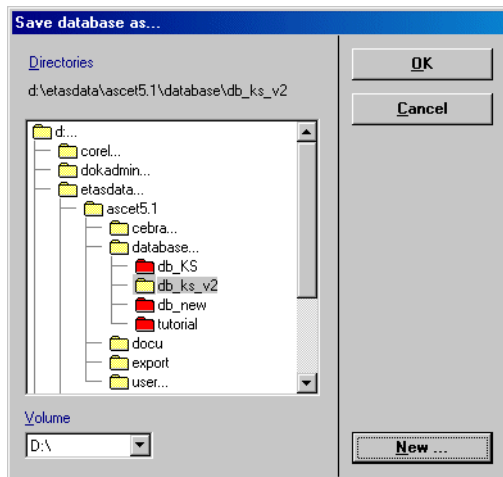 Save database as...
Directories
d:\etasdata\ascet5.1\database\db_ks_v2
d:...
corel...
dokadmin...
etasdata...
ascet5.1
cebra...
database...
db_KS
db_ks_v2
db_new
tutorial
docu
export
user...
Volume
D:\
OK
Cancel
New ...